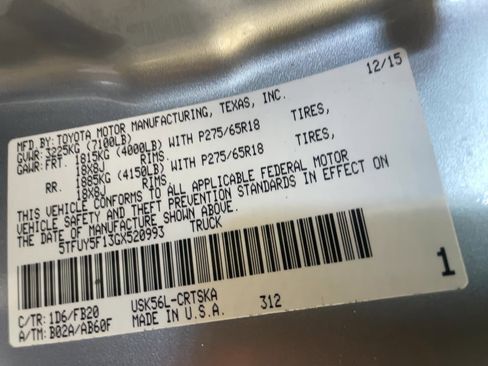 12/15
MFD.BY:TOYOTA MOTOR MANUFACTURING, TEXAS, INC.
GVWR:3225KG (7100LB)
GAWR: FRT. 1815KG (4000LB) WITH P275/65R18 TIRES,
18X8J RIMS
RR. 1885KG (4150LB) WITH P275/65R18 TIRES,
18X8J RIMS
THIS VEHICLE CONFORMS TO ALL APPLICABLE FEDERAL MOTOR
VEHICLE SAFETY AND THEFT PREVENTION STANDARDS IN EFFECT ON
THE DATE OF MANUFACTURE SHOWN ABOVE.
5TFUY5F13GX520993 TRUCK
1
C/TR: 1D6/FB20 USK56L-CRTSKA 312
A/TM: B02A/AB60F MADE IN U.S.A.